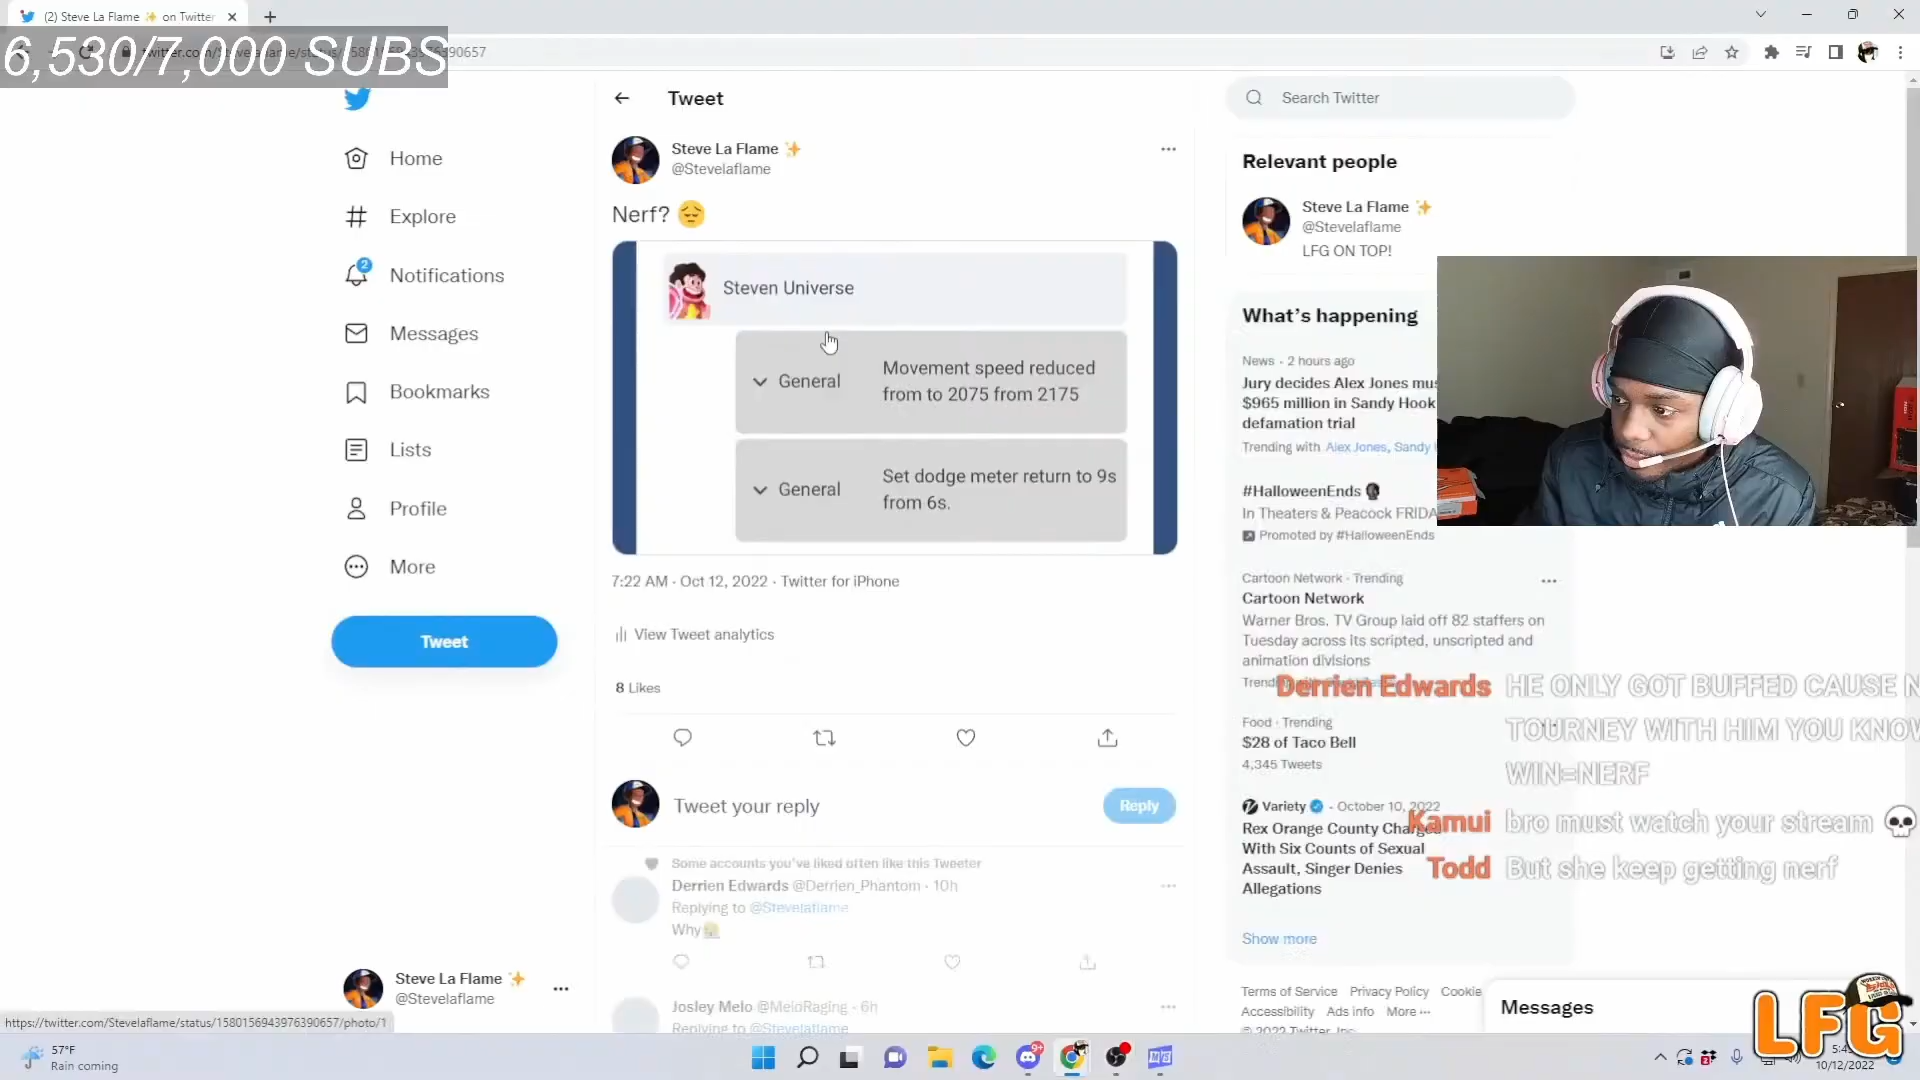 (2) Steve La Flame ✨ on Twitter
6,530/7,000 SUBS
Tweet
Search Twitter
Home
Explore
2
Notifications
Messages
Bookmarks
Lists
Profile
More
Tweet
Steve La Flame ✨
@Stevelaflame
Nerf? 😔
Steven Universe
General
Movement speed reduced
from to 2075 from 2175
General
Set dodge meter return to 9s
from 6s.
7:22 AM · Oct 12, 2022 · Twitter for iPhone
View Tweet analytics
8 Likes
Tweet your reply
Reply
Some accounts you've liked often like this Tweeter
Derrien Edwards @Derrien_Phantom · 10h
Replying to @Stevelaflame
Why
Josley Melo @MeloRaging · 6h
Replying to @Stevelaflame
Relevant people
Steve La Flame ✨
@Stevelaflame
LFG ON TOP!
What's happening
News · 2 hours ago
Jury decides Alex Jones mus
$965 million in Sandy Hook
defamation trial
Trending with Alex Jones, Sandy
#HalloweenEnds
In Theaters & Peacock FRIDA
Promoted by #HalloweenEnds
Cartoon Network · Trending
Cartoon Network
Warner Bros. TV Group laid off 82 staffers on
Tuesday across its scripted, unscripted and
animation divisions
Derrien Edwards HE ONLY GOT BUFFED CAUSE N
TOURNEY WITH HIM YOU KNOW
WIN=NERF
Food · Trending
$28 of Taco Bell
4,345 Tweets
Variety · October 10, 2022
Rex Orange County Charged
With Six Counts of Sexual
Assault, Singer Denies
Allegations
Kamui bro must watch your stream 💀
Todd But she keep getting nerf
Show more
Terms of Service Privacy Policy Cookie
Accessibility Ads info More ···
© 2022 Twitter, Inc.
Messages
Steve La Flame ✨
@Stevelaflame
https://twitter.com/Stevelaflame/status/1580156943976390657/photo/1
57°F
Rain coming
9+
MVS
LFG
10/12/2022